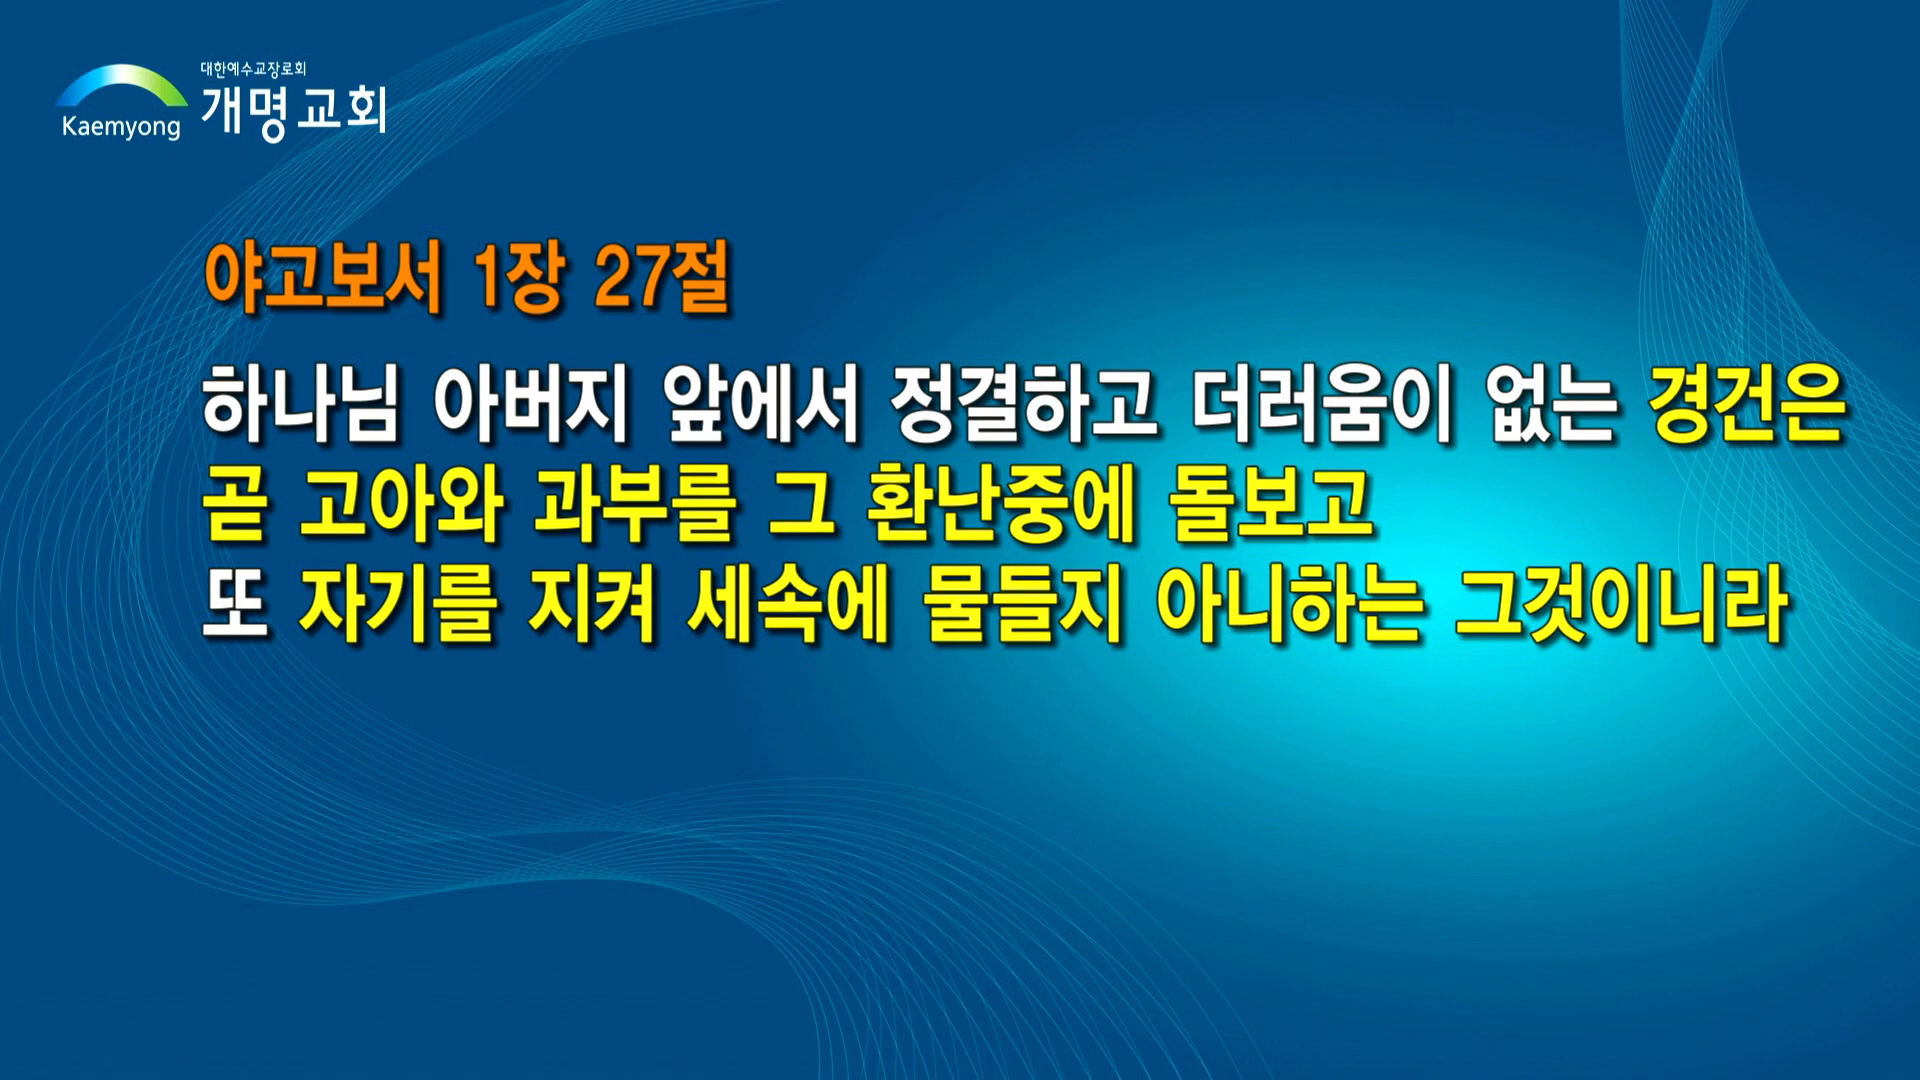 대한예수교장로회
개명교회
Kaemyong
야고보서 1장 27절
하나님 아버지 앞에서 정결하고 더러움이 없는 경건은
곧 고아와 과부를 그 환난중에 돌보고
또 자기를 지켜 세속에 물들지 아니하는 그것이니라